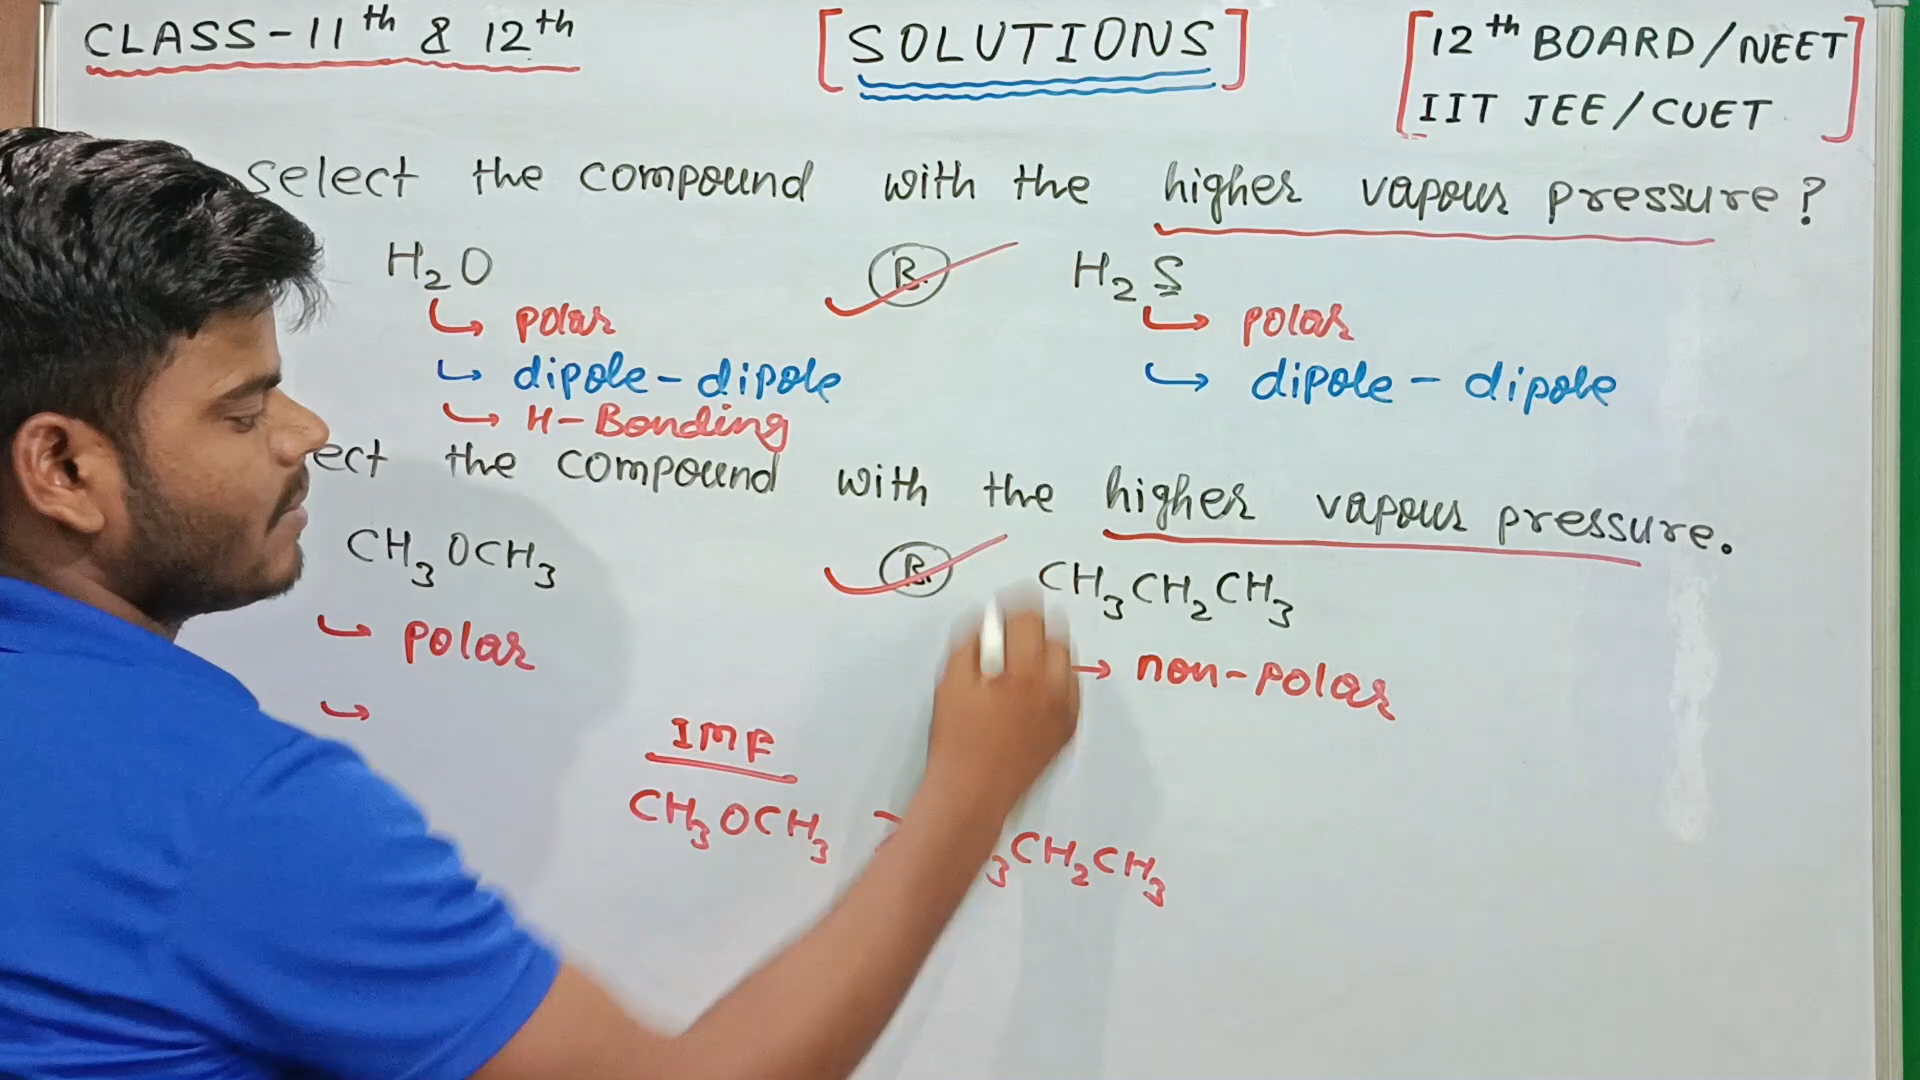 CLASS-11th & 12th
[SOLUTIONS]
[12th BOARD/NEET
IIT JEE/CUET]
select the compound with the higher vapour pressure?
H2O
polar
dipole-dipole
H-Bonding
B.
H2S
polar
dipole-dipole
ect the compound with the higher vapour pressure.
CH3OCH3
polar
B.
CH3CH2CH3
non-polar
IMF
CH3OCH3 > 3CH2CH3